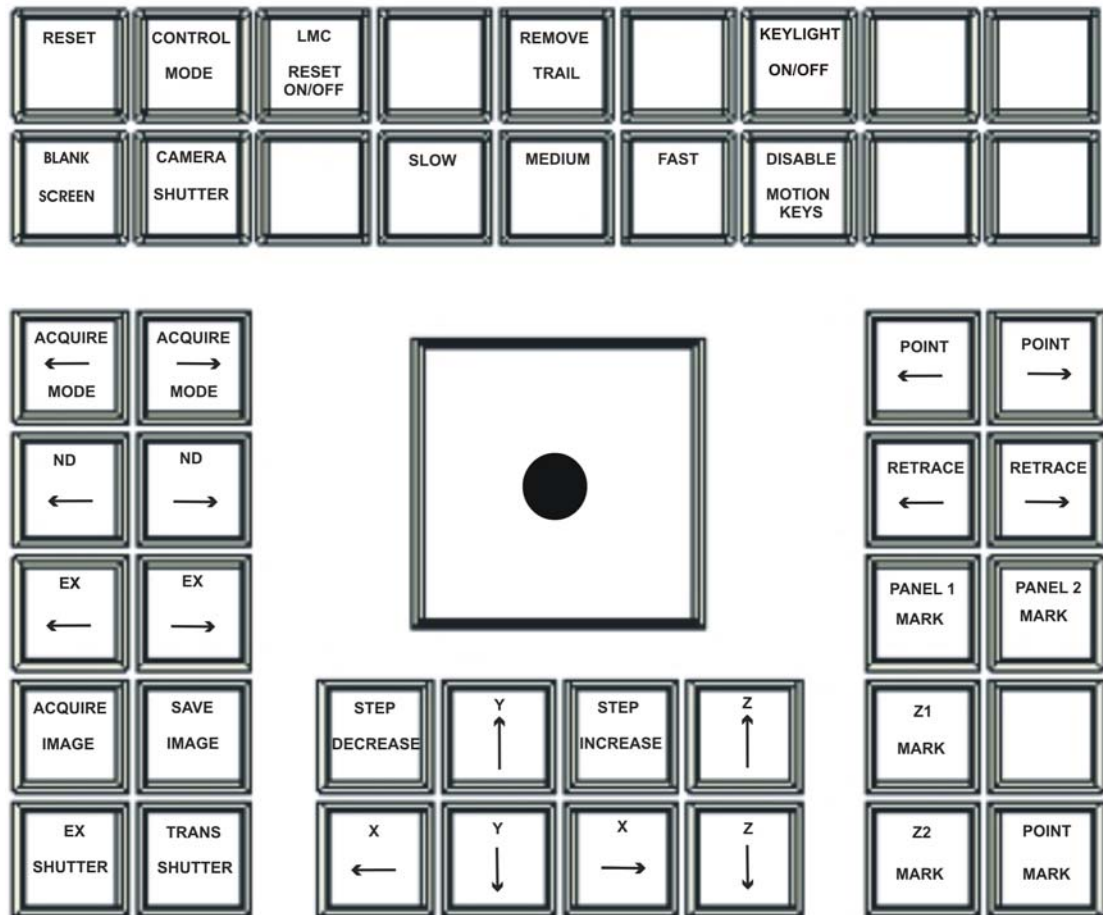 RESET
CONTROL
MODE
LMC
RESET
ON/OFF
REMOVE
TRAIL
KEYLIGHT
ON/OFF
BLANK
SCREEN
CAMERA
SHUTTER
SLOW
MEDIUM
FAST
DISABLE
MOTION
KEYS
ACQUIRE
MODE
ACQUIRE
MODE
ND
ND
EX
EX
ACQUIRE
IMAGE
SAVE
IMAGE
EX
SHUTTER
TRANS
SHUTTER
STEP
DECREASE
Y
STEP
INCREASE
Z
X
Y
X
Z
POINT
POINT
RETRACE
RETRACE
PANEL 1
MARK
PANEL 2
MARK
Z1
MARK
Z2
MARK
POINT
MARK